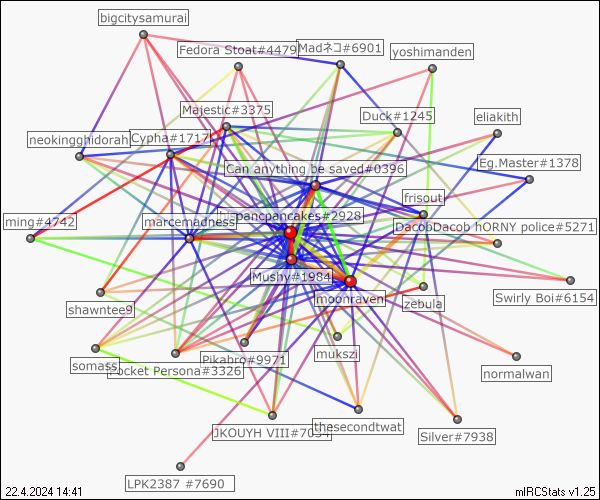 bigcitysamurai
Fedora Stoat#4479
Madネコ#6901
yoshimanden
Majestic#3375
Duck#1245
eliakith
neokingghidorah
Cypha#1717
Can anything be saved#0396
Eg.Master#1378
frisout
ming#4742
marcemadness
hispancpancakes#2928
DacobDacob hORNY police#5271
Mushy#1984
moonraven
zebula
Swirly Boi#6154
shawntee9
Pikabro#9971
mukszi
normalwan
somass
Pocket Persona#3326
JKOUYH VIII#7034
thesecondtwat
Silver#7938
LPK2387 #7690
22.4.2024 14:41
mIRCStats v1.25